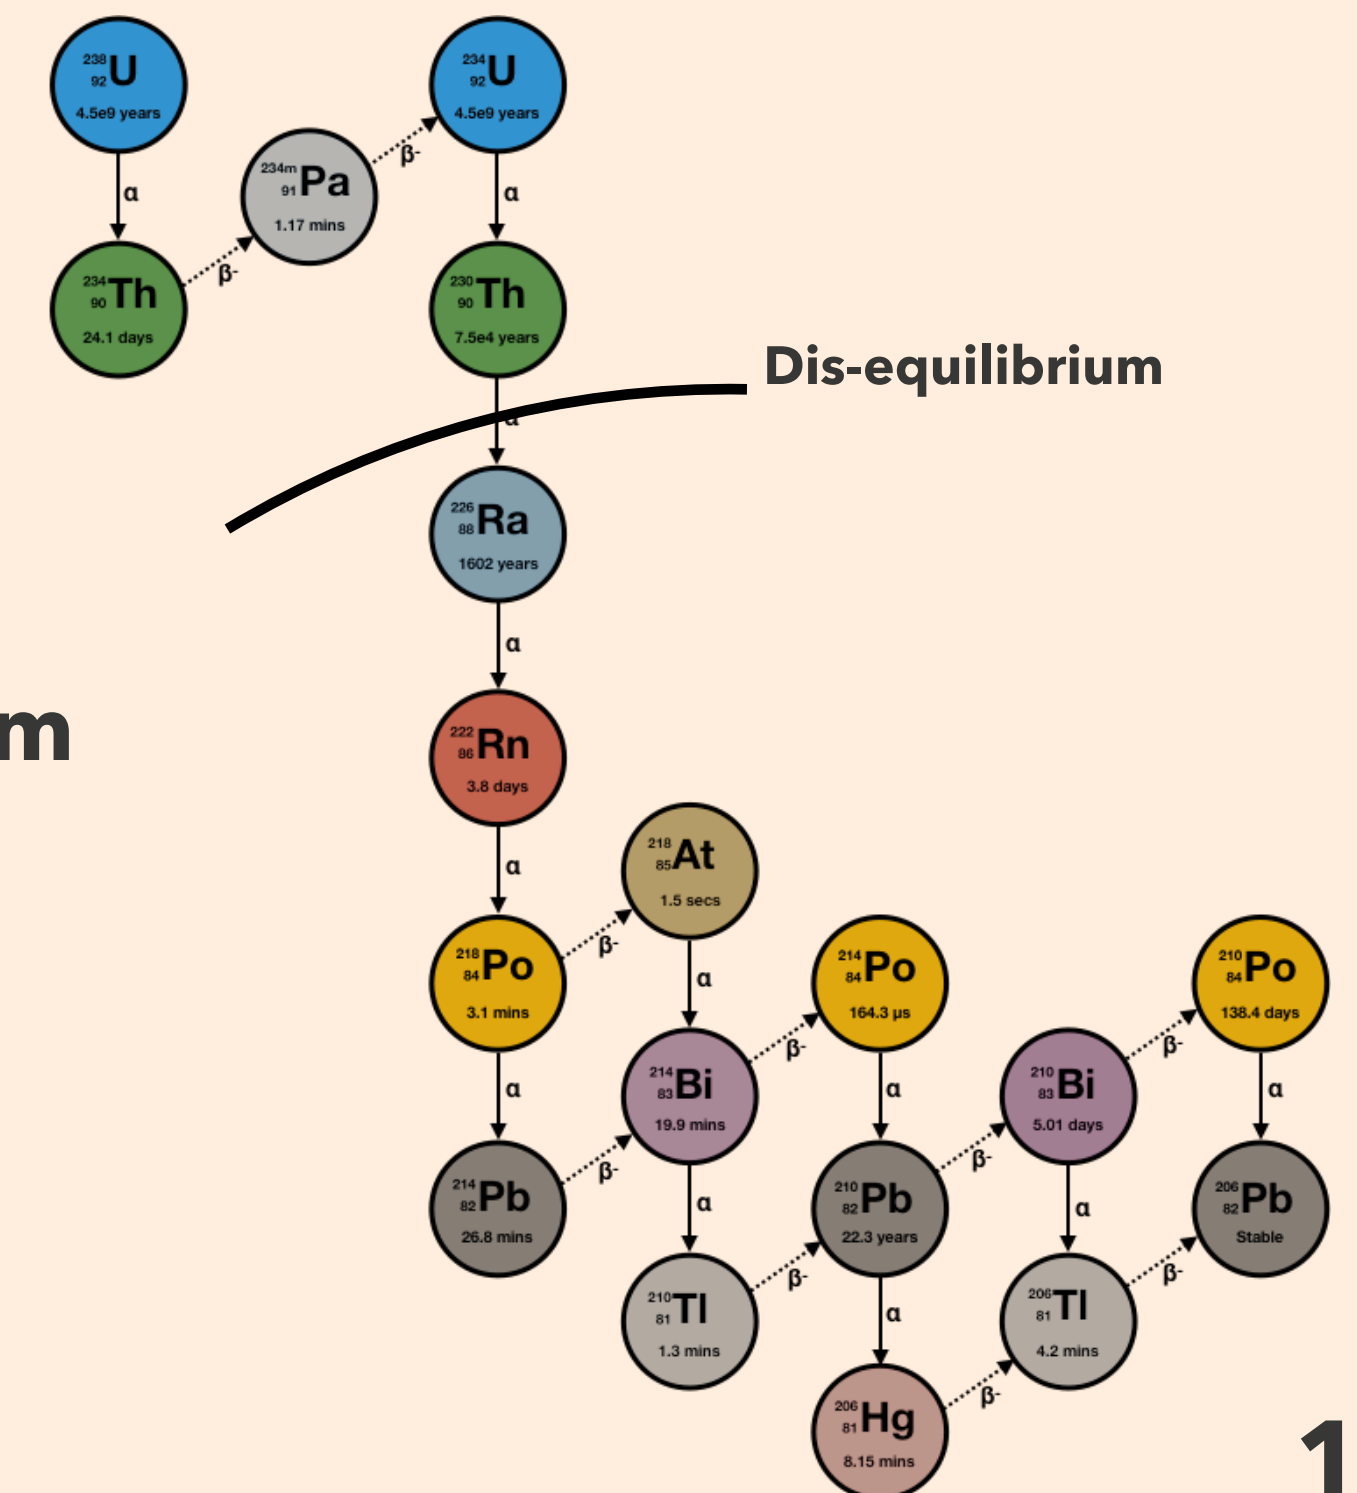 238
92 U
4.5e9 years
234
92 U
4.5e9 years
234m
91 Pa
1.17 mins
β-
α
α
β-
234
90 Th
24.1 days
230
90 Th
7.5e4 years
Dis-equilibrium
α
226
88 Ra
1602 years
α
m
222
86 Rn
3.8 days
α
218
85 At
1.5 secs
β-
218
84 Po
3.1 mins
α
214
84 Po
164.3 μs
210
84 Po
138.4 days
β-
β-
α
214
83 Bi
19.9 mins
α
210
83 Bi
5.01 days
α
β-
β-
214
82 Pb
26.8 mins
α
210
82 Pb
22.3 years
α
206
82 Pb
Stable
β-
β-
210
81 Tl
1.3 mins
α
206
81 Tl
4.2 mins
β-
206
81 Hg
8.15 mins
1